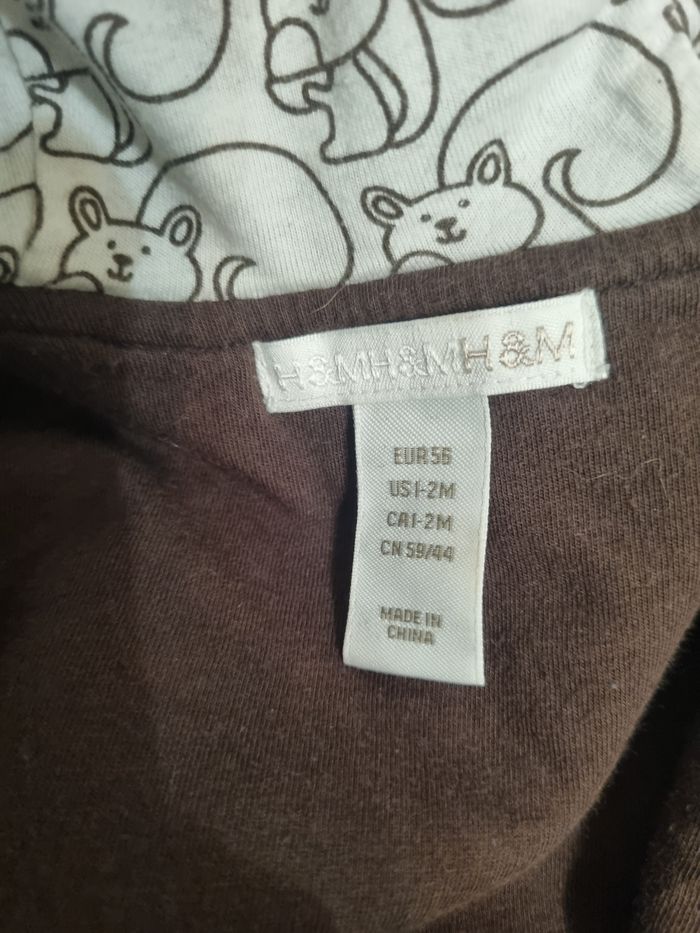 H&MH&MH&M
EUR 56
US 1-2M
CA 1-2M
CN 59/44
MADE IN
CHINA